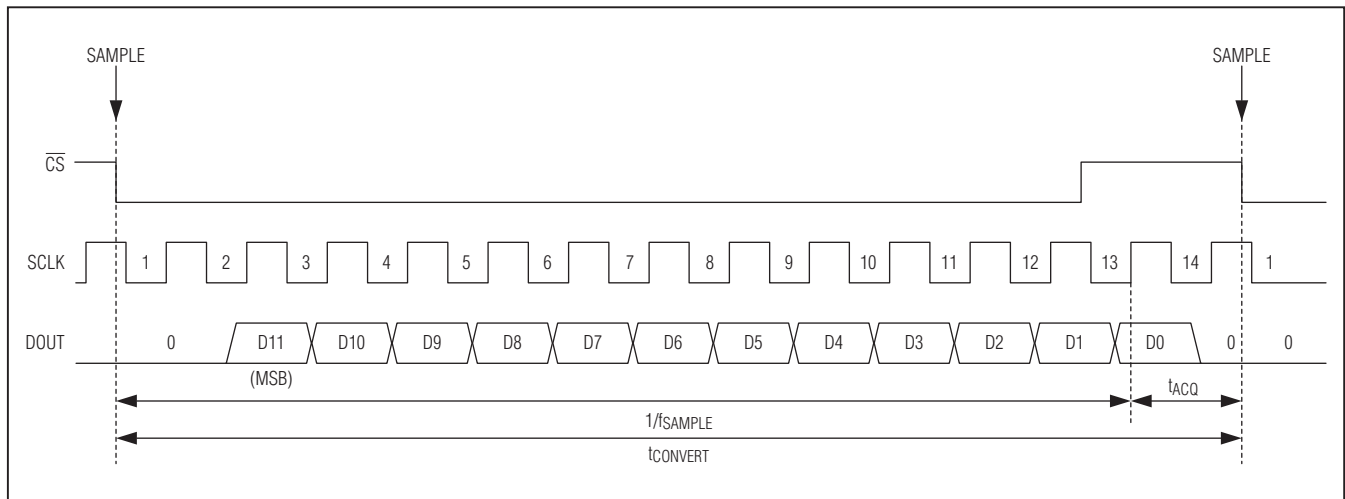 SAMPLE SAMPLE
CS
SCLK 1 2 3 4 5 6 7 8 9 10 11 12 13 14 1
DOUT 0 D11 D10 D9 D8 D7 D6 D5 D4 D3 D2 D1 D0 0 0
(MSB)
tACQ
1/fSAMPLE
tCONVERT